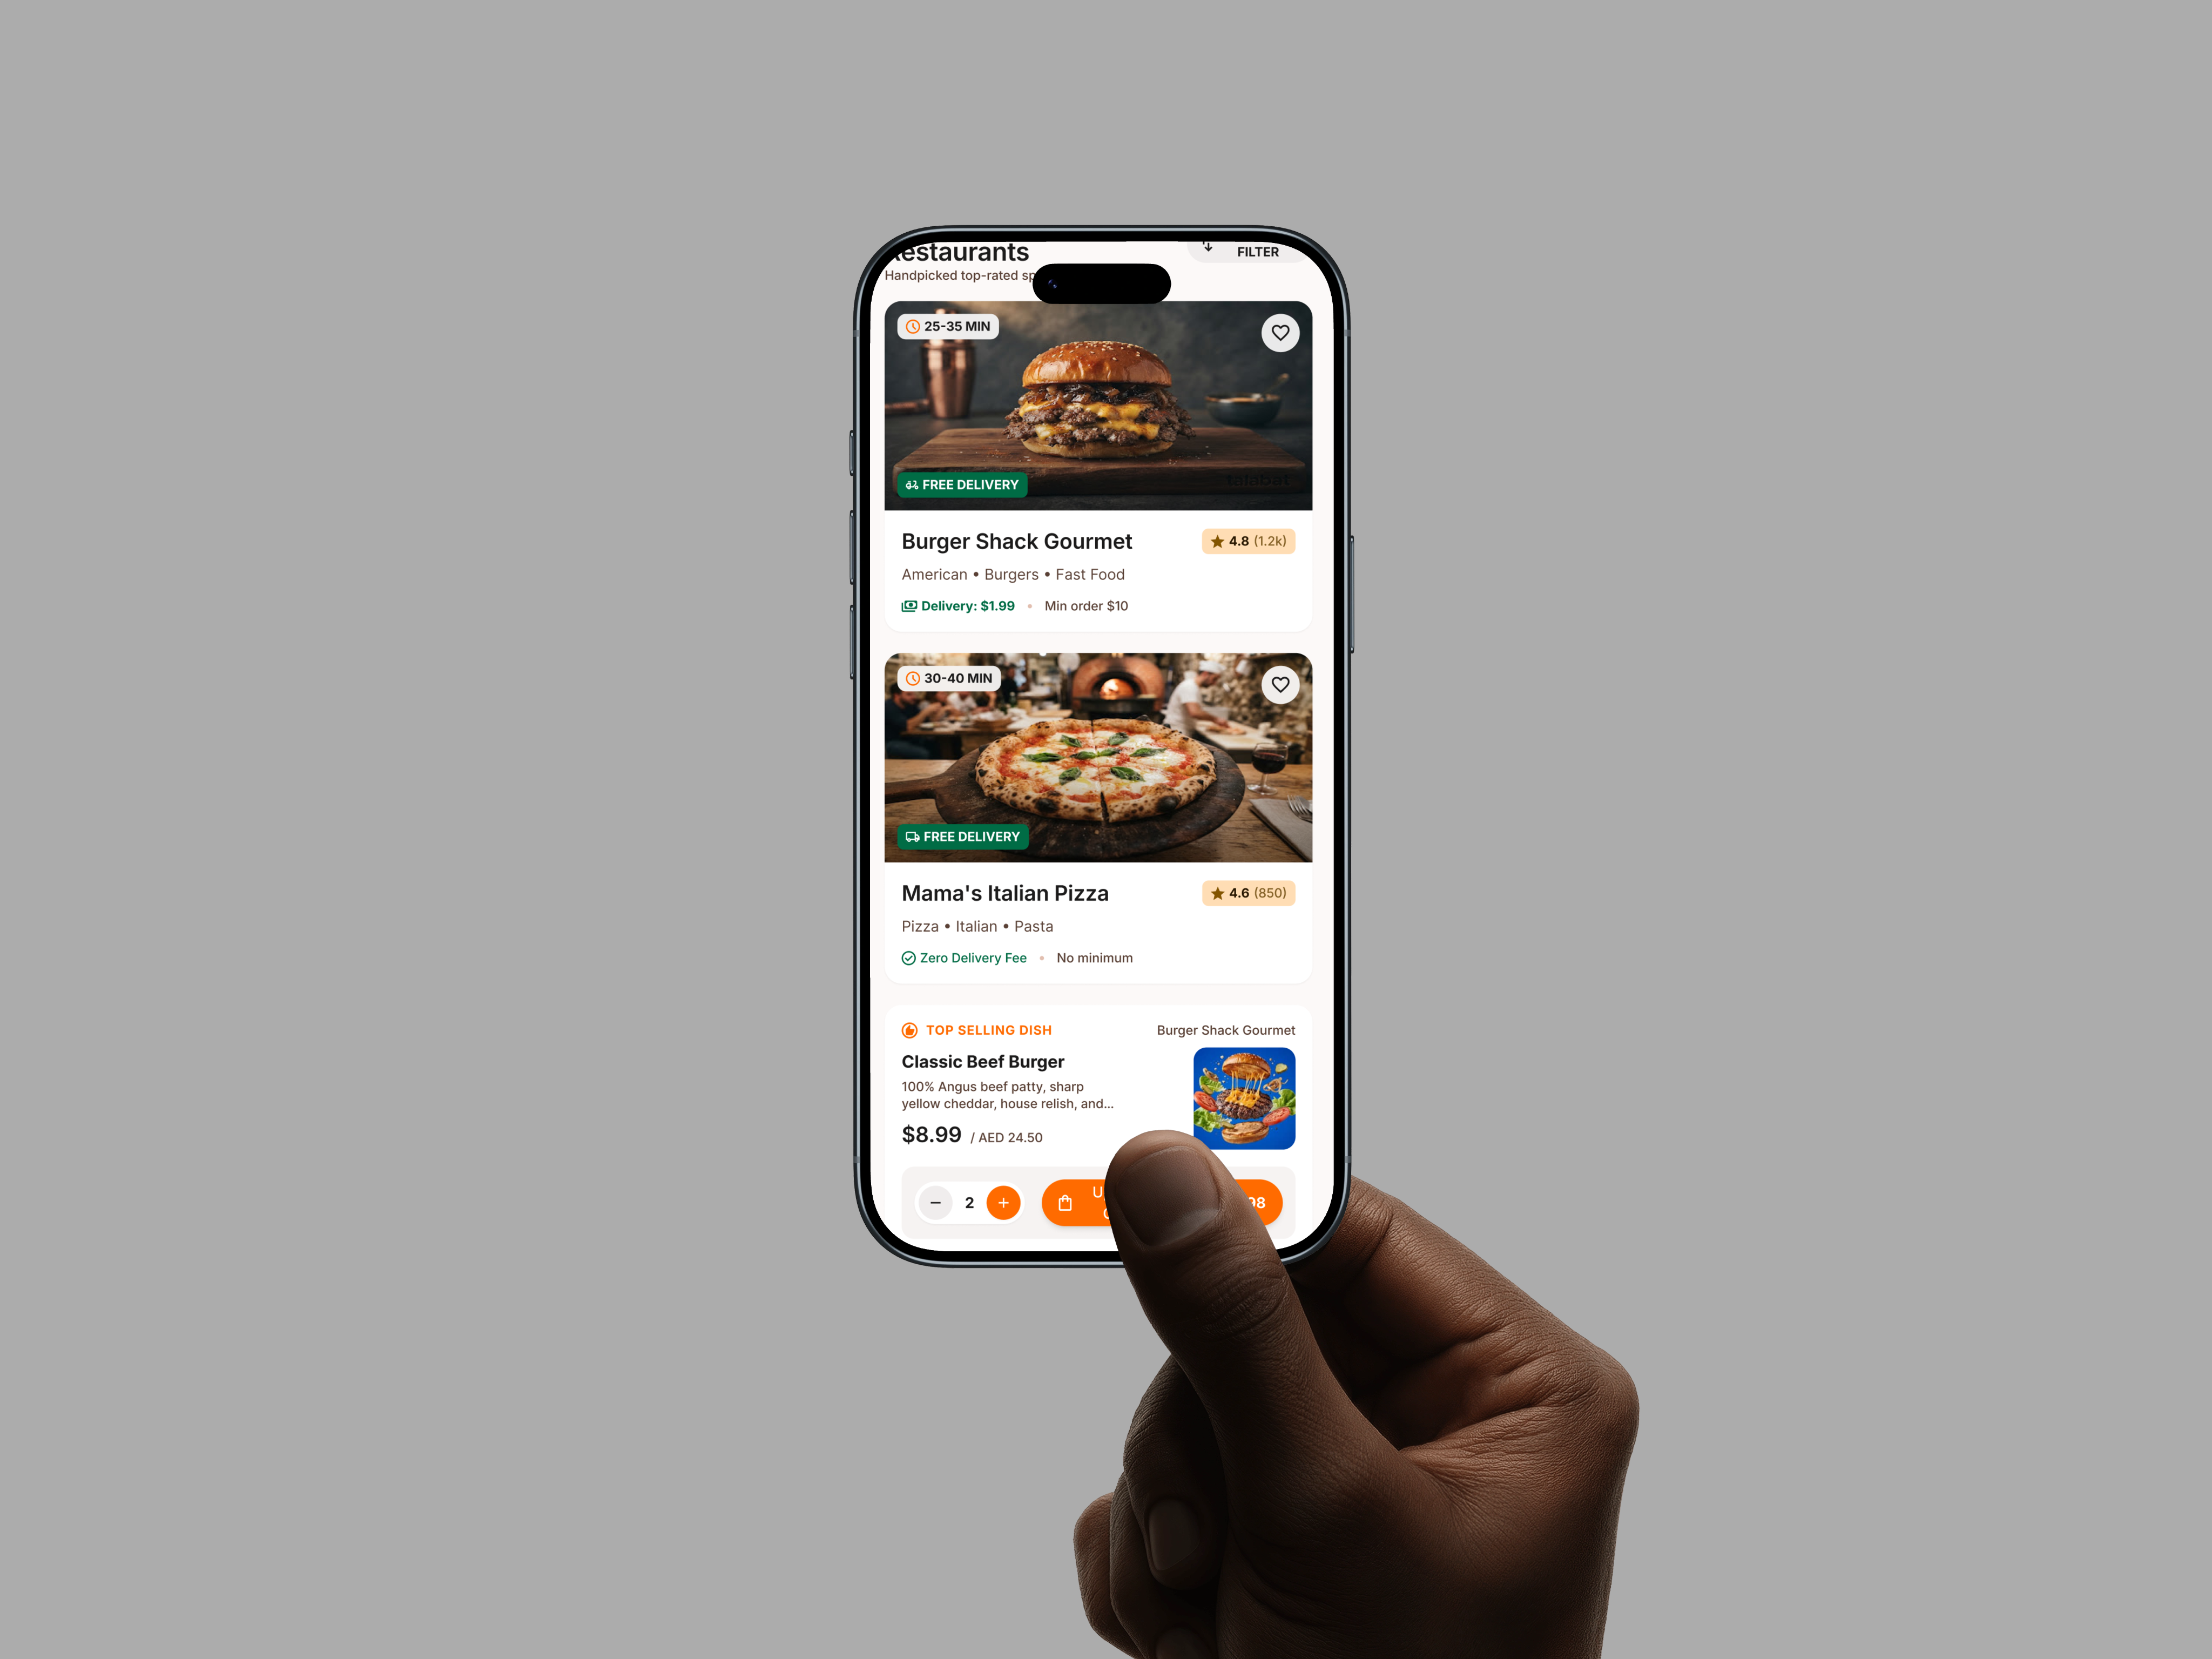 estaurants
FILTER
Handpicked top-rated sp
25-35 MIN
talabat
FREE DELIVERY
Burger Shack Gourmet
4.8 (1.2k)
American • Burgers • Fast Food
Delivery: $1.99 • Min order $10
30-40 MIN
FREE DELIVERY
Mama's Italian Pizza
4.6 (850)
Pizza • Italian • Pasta
Zero Delivery Fee • No minimum
TOP SELLING DISH
Burger Shack Gourmet
Classic Beef Burger
100% Angus beef patty, sharp
yellow cheddar, house relish, and...
$8.99 / AED 24.50
− 2 +
98